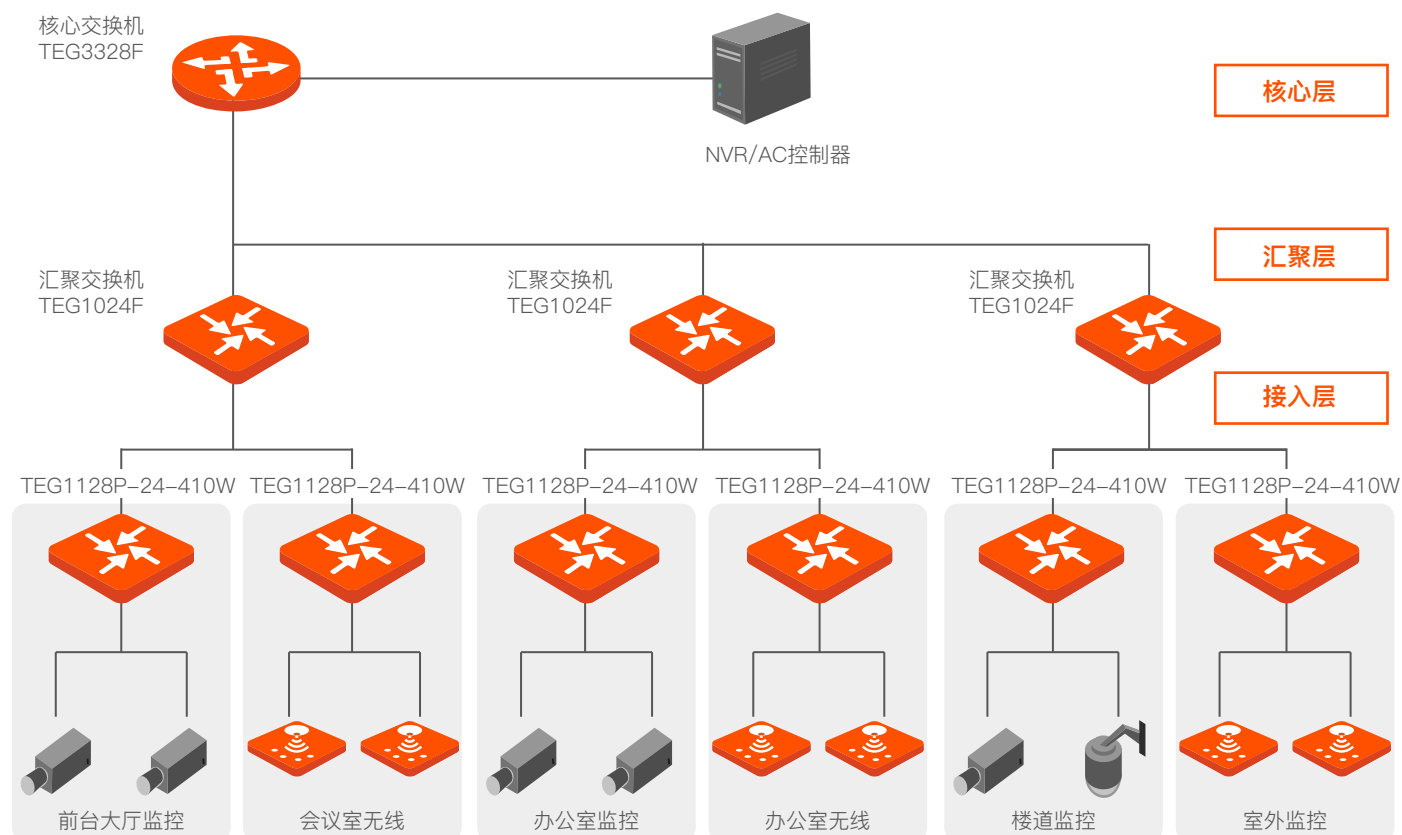 核心交换机
TEG3328F
核心层
NVR/AC控制器
汇聚层
汇聚交换机
TEG1024F
汇聚交换机
TEG1024F
汇聚交换机
TEG1024F
接入层
TEG1128P–24–410W
TEG1128P–24–410W
TEG1128P–24–410W
TEG1128P–24–410W
TEG1128P–24–410W
TEG1128P–24–410W
前台大厅监控
会议室无线
办公室监控
办公室无线
楼道监控
室外监控